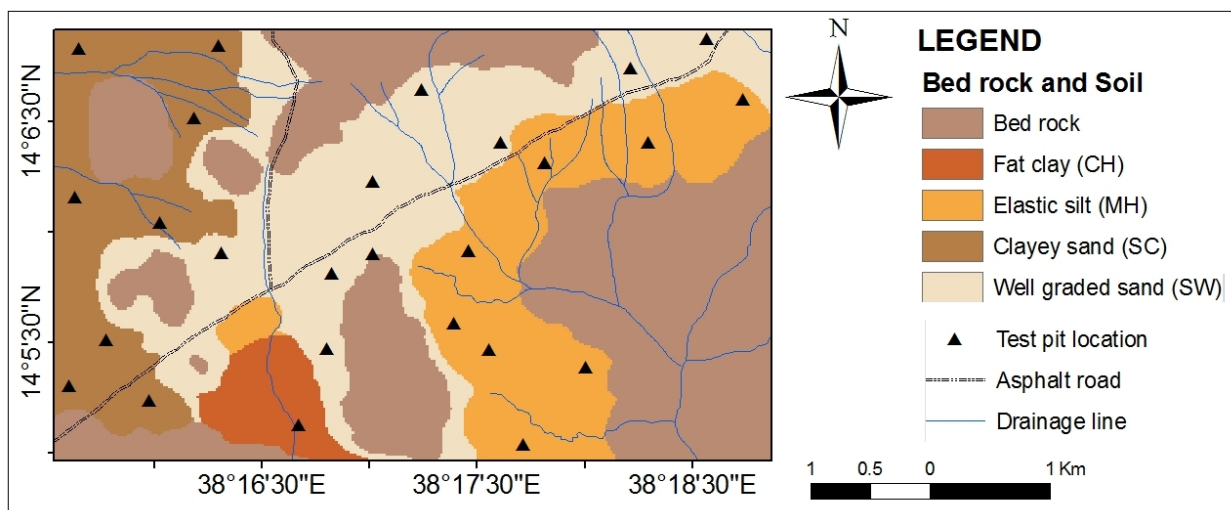 14°6'30"N
14°5'30"N
38°16'30"E
38°17'30"E
38°18'30"E
N
LEGEND
Bed rock and Soil
Bed rock
Fat clay (CH)
Elastic silt (MH)
Clayey sand (SC)
Well graded sand (SW)
Test pit location
Asphalt road
Drainage line
1 0.5 0 1 Km